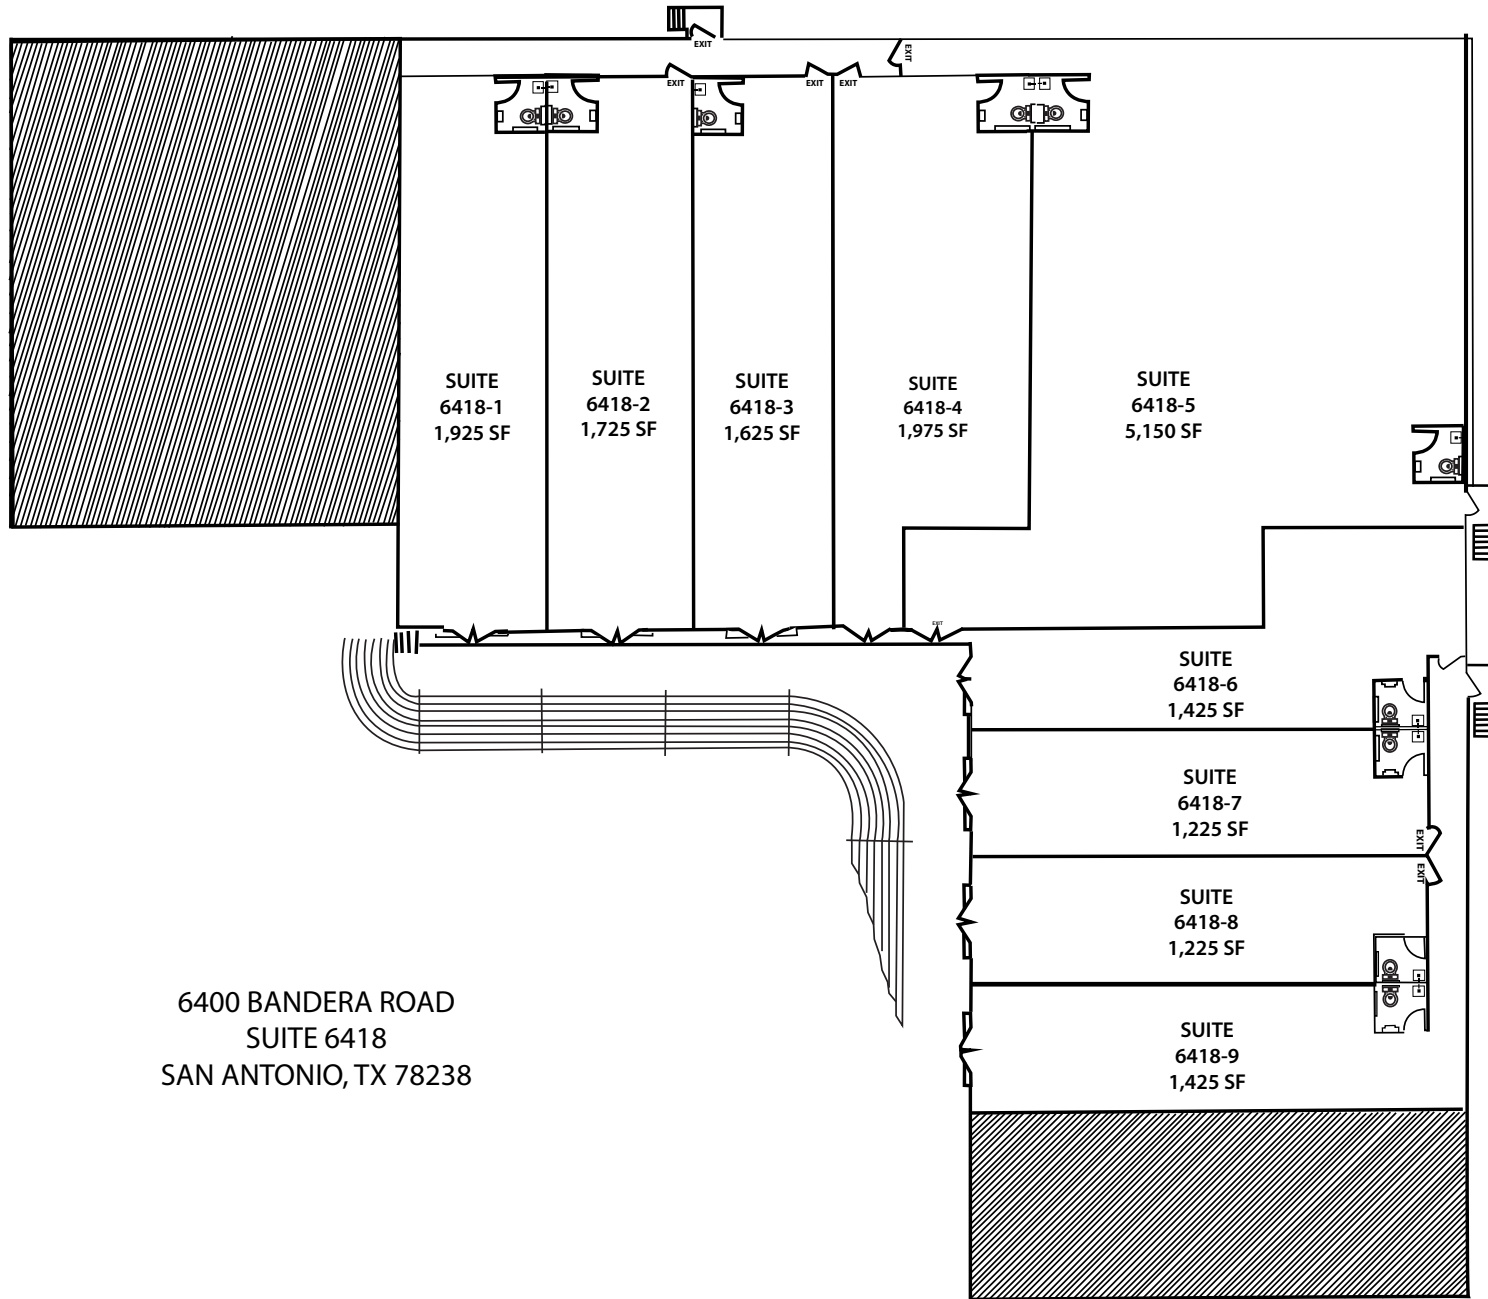 EXIT
EXIT
EXIT
EXIT
EXIT
SUITE
6418-1
1,925 SF
SUITE
6418-2
1,725 SF
SUITE
6418-3
1,625 SF
SUITE
6418-4
1,975 SF
SUITE
6418-5
5,150 SF
EXIT
SUITE
6418-6
1,425 SF
SUITE
6418-7
1,225 SF
EXIT
EXIT
SUITE
6418-8
1,225 SF
SUITE
6418-9
1,425 SF
6400 BANDERA ROAD
SUITE 6418
SAN ANTONIO, TX 78238